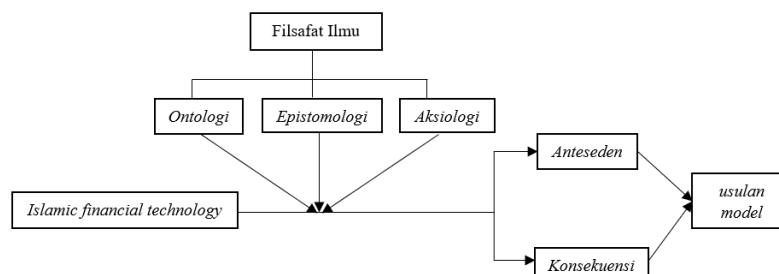 Filsafat Ilmu
Ontologi
Epistomologi
Aksiologi
Anteseden
Islamic financial technology
usulan
model
Konsekuensi